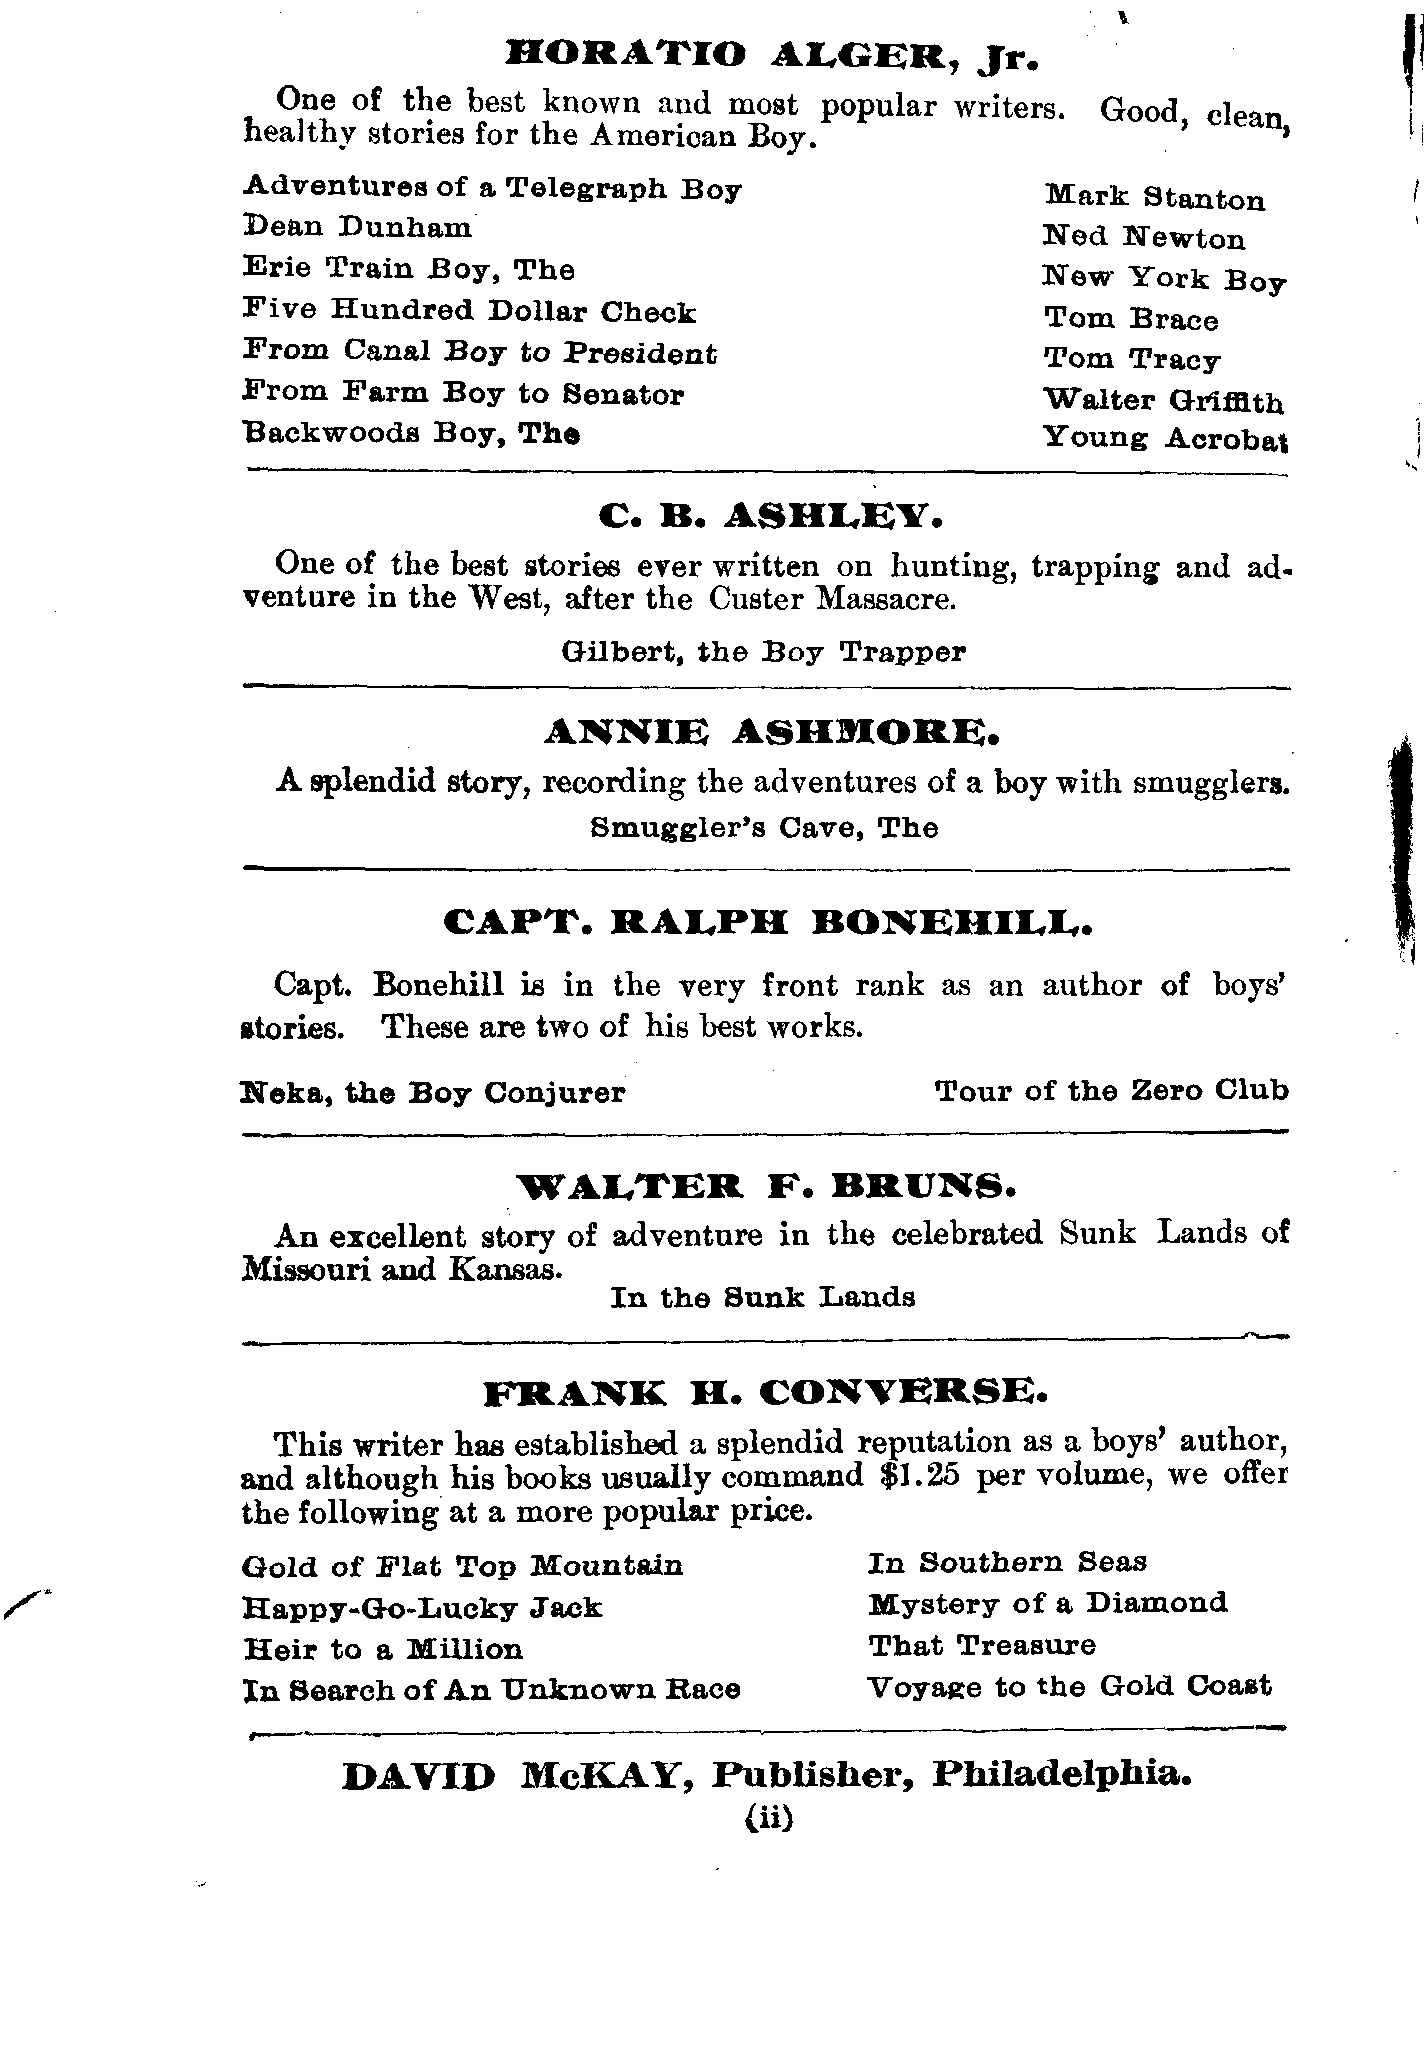 HORATIO ALGER, Jr.
One of the best known and most popular writers. Good, clean,
healthy stories for the American Boy.
Adventures of a Telegraph Boy
Dean Dunham
Erie Train Boy, The
Five Hundred Dollar Check
From Canal Boy to President
From Farm Boy to Senator
Backwoods Boy, The
Mark Stanton
Ned Newton
New York Boy
Tom Brace
Tom Tracy
Walter Griffith
Young Acrobat
C. B. ASHLEY.
One of the best stories ever written on hunting, trapping and ad-
venture in the West, after the Custer Massacre.
Gilbert, the Boy Trapper
ANNIE ASHMORE.
A splendid story, recording the adventures of a boy with smugglers.
Smuggler's Cave, The
CAPT. RALPH BONEHILL.
Capt. Bonehill is in the very front rank as an author of boys'
stories. These are two of his best works.
Neka, the Boy Conjurer
Tour of the Zero Club
WALTER F. BRUNS.
An excellent story of adventure in the celebrated Sunk Lands of
Missouri and Kansas.
In the Sunk Lands
FRANK H. CONVERSE.
This writer has established a splendid reputation as a boys' author,
and although his books usually command $1.25 per volume, we offer
the following at a more popular price.
Gold of Flat Top Mountain
Happy-Go-Lucky Jack
Heir to a Million
In Search of An Unknown Race
In Southern Seas
Mystery of a Diamond
That Treasure
Voyage to the Gold Coast
DAVID McKAY, Publisher, Philadelphia.
(ii)